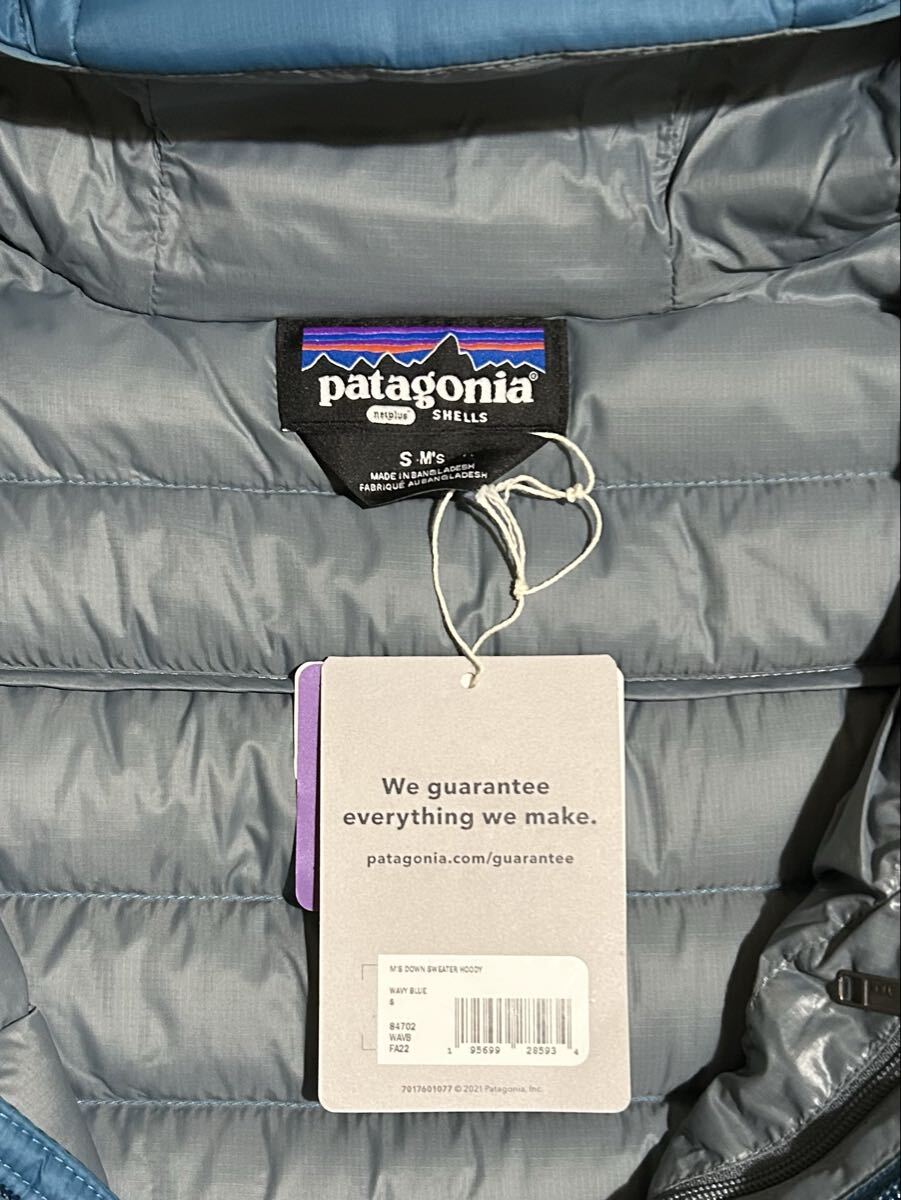 patagonia®
netplus™ SHELLS
S·M's
MADE IN BANGLADESH
FABRIQUÉ AU BANGLADESH
We guarantee
everything we make.
patagonia.com/guarantee
M'S DOWN SWEATER HOODY
WAVY BLUE
S
84702
WAVB
FA22
1 95699 28593 4
7017601077 © 2021 Patagonia, Inc.